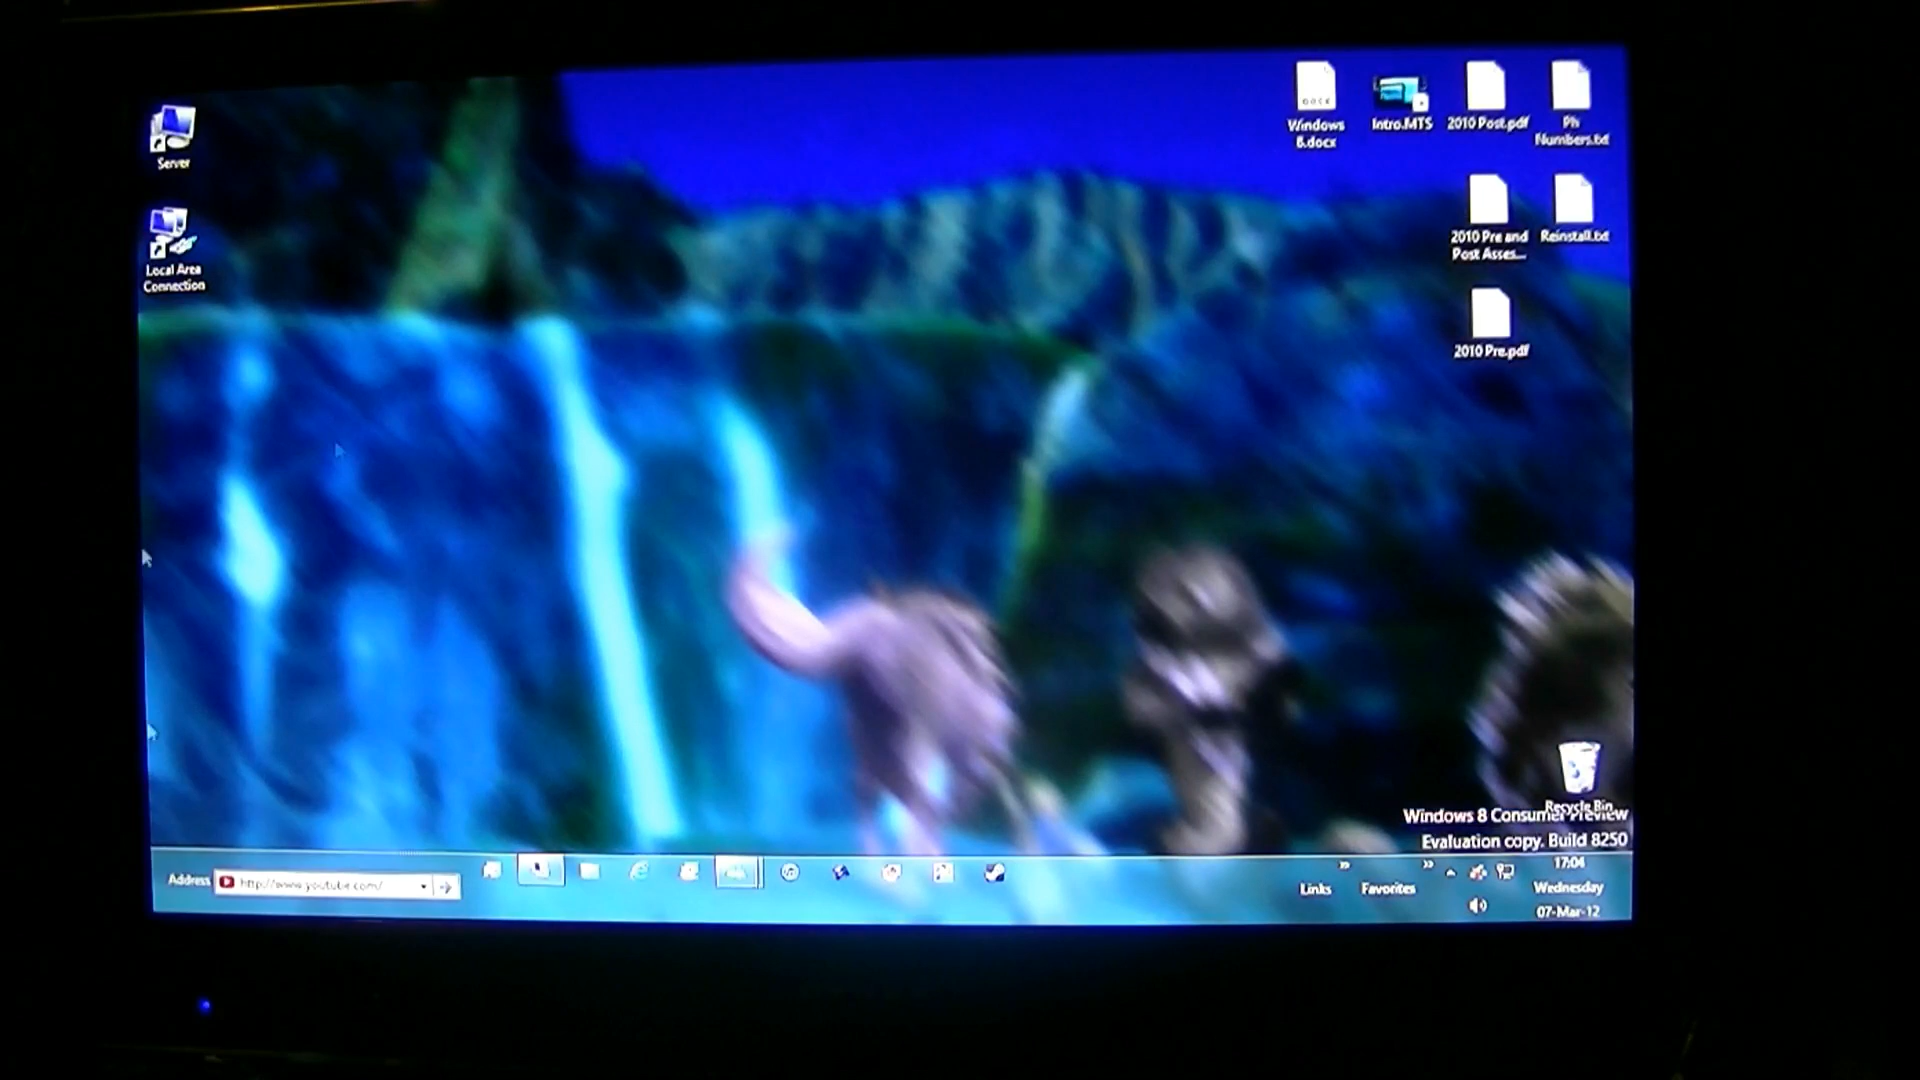 Server
Local Area
Connection
Windows
8.docx
Intro.MTS
2010 Post.pdf
Ph
Numbers.txt
2010 Pre and
Post Asses...
Reinstall.txt
2010 Pre.pdf
Recycle Bin
Windows 8 Consumer Preview
Evaluation copy. Build 8250
Address
http://www.youtube.com/
Links
Favorites
17:04
Wednesday
07-Mar-12